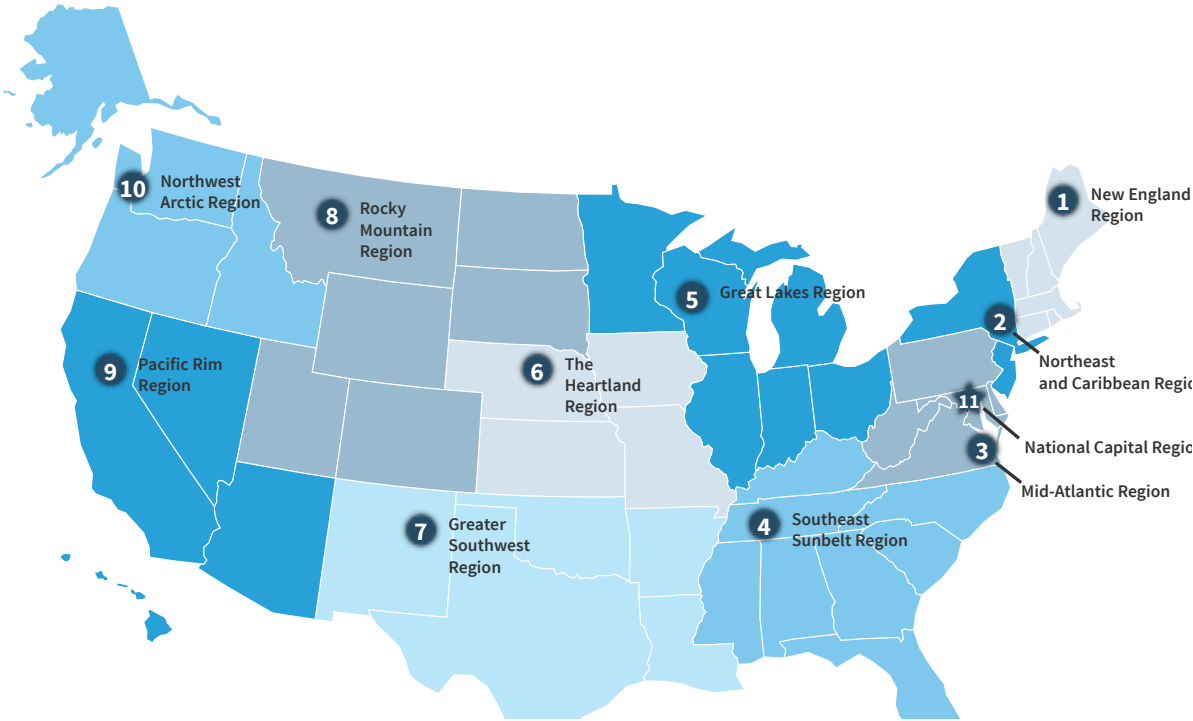 10
Northwest
Arctic Region
8
Rocky
Mountain
Region
1
New England
Region
5
Great Lakes Region
2
Northeast
and Caribbean Regio
9
Pacific Rim
Region
6
The
Heartland
Region
11
National Capital Regio
3
Mid-Atlantic Region
7
Greater
Southwest
Region
4
Southeast
Sunbelt Region